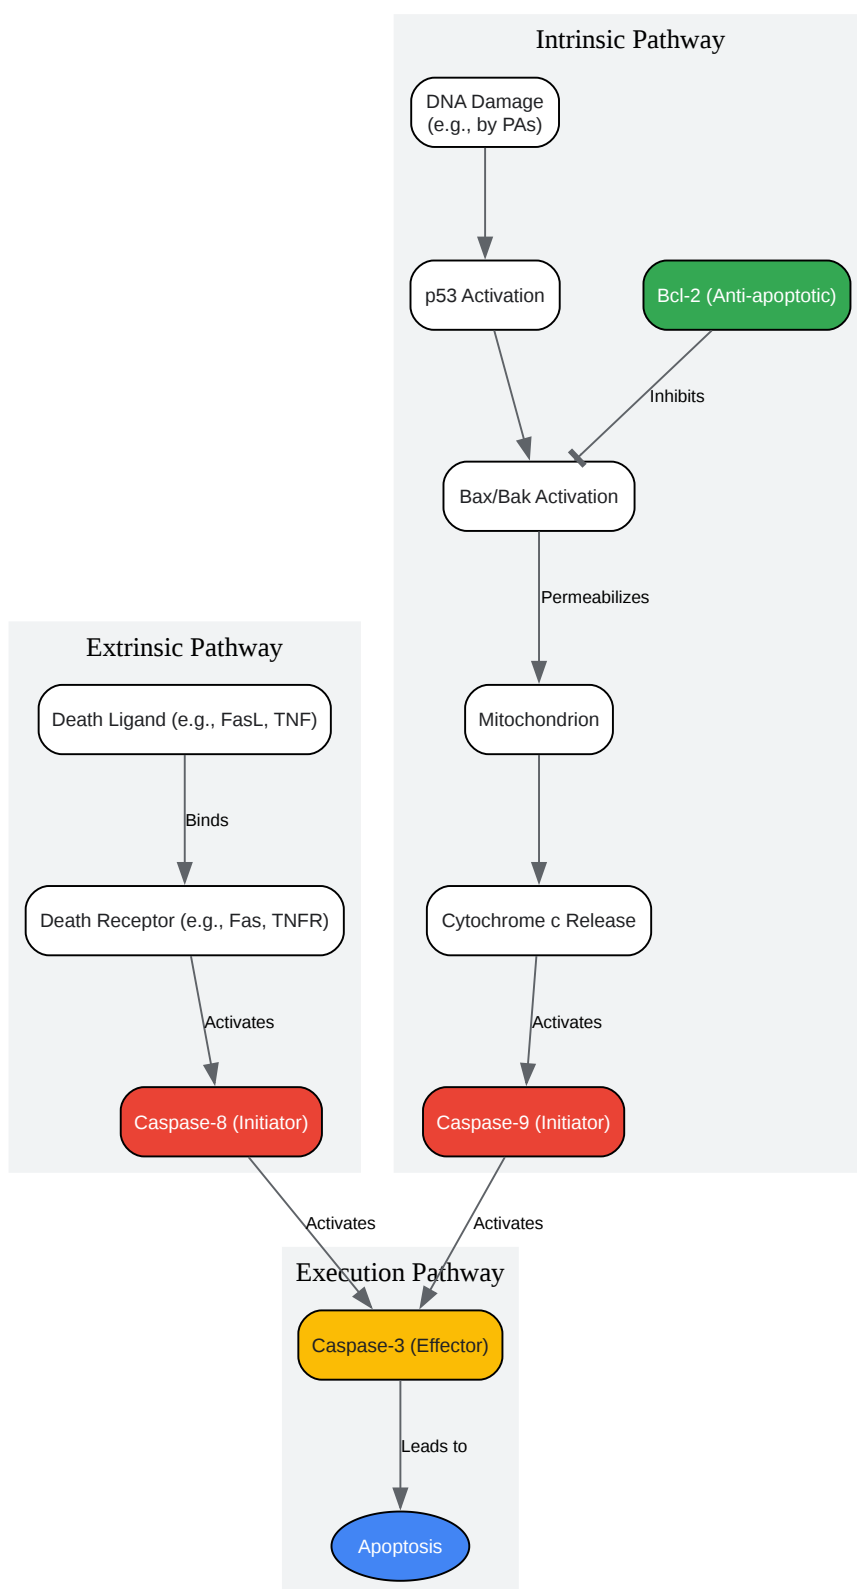 Intrinsic Pathway
DNA Damage
(e.g., by PAs)
p53 Activation
Bcl-2 (Anti-apoptotic)
Inhibits
Bax/Bak Activation
Permeabilizes
Mitochondrion
Cytochrome c Release
Activates
Caspase-9 (Initiator)
Extrinsic Pathway
Death Ligand (e.g., FasL, TNF)
Binds
Death Receptor (e.g., Fas, TNFR)
Activates
Caspase-8 (Initiator)
Activates
Activates
Execution Pathway
Caspase-3 (Effector)
Leads to
Apoptosis